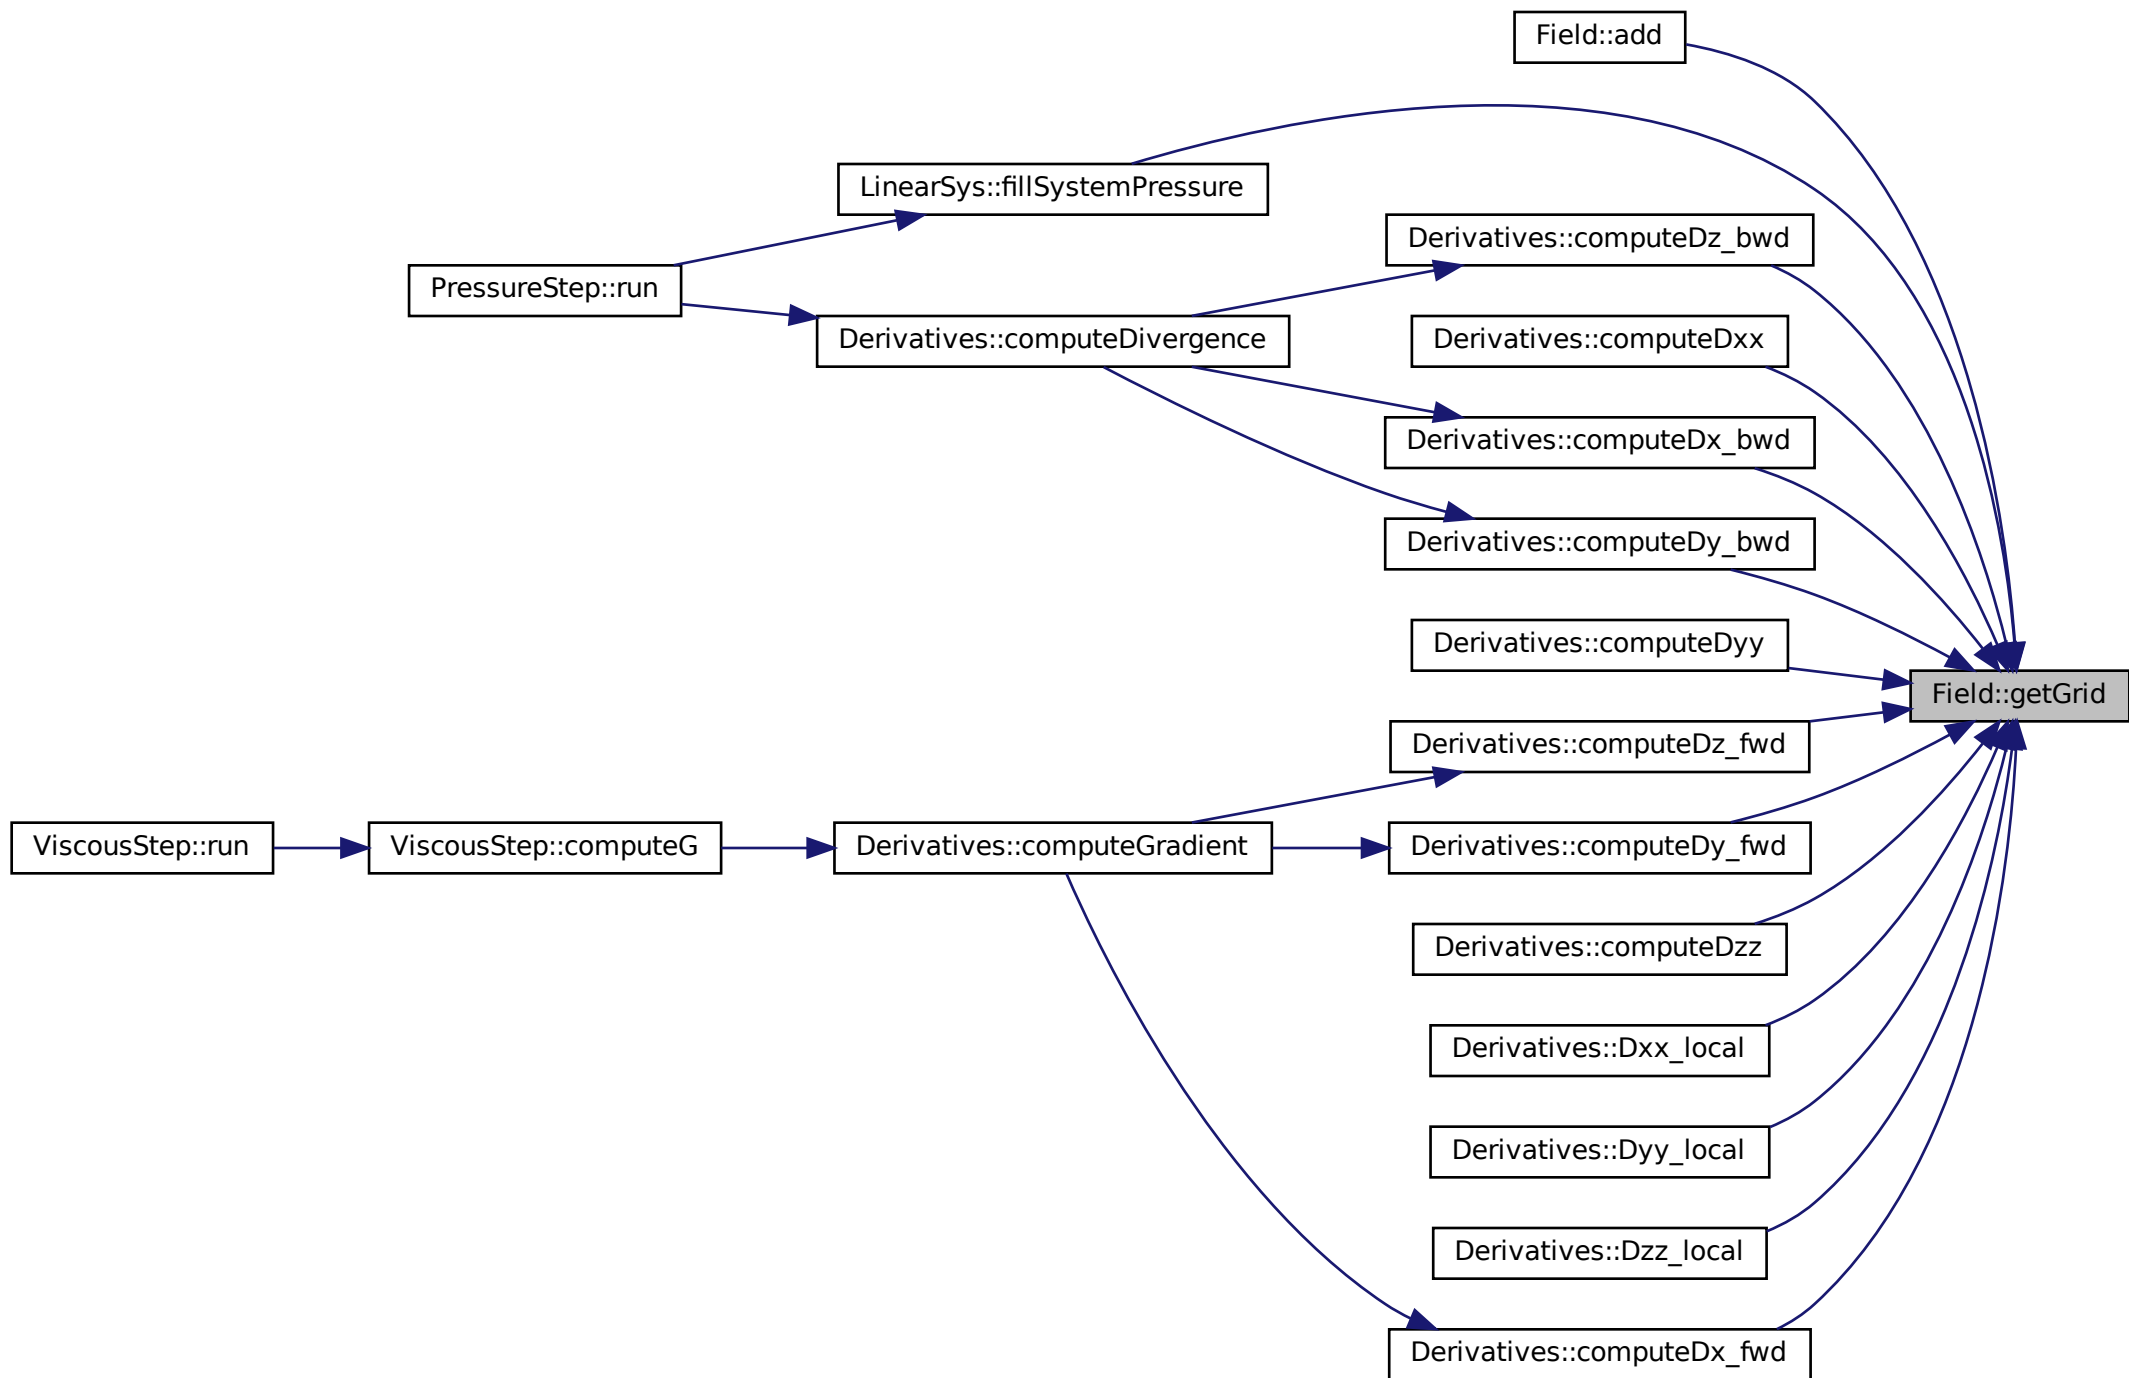 Field::add
LinearSys::fillSystemPressure
Derivatives::computeDz_bwd
PressureStep::run
Derivatives::computeDivergence
Derivatives::computeDxx
Derivatives::computeDx_bwd
Derivatives::computeDy_bwd
Derivatives::computeDyy
Field::getGrid
Derivatives::computeDz_fwd
ViscousStep::run
ViscousStep::computeG
Derivatives::computeGradient
Derivatives::computeDy_fwd
Derivatives::computeDzz
Derivatives::Dxx_local
Derivatives::Dyy_local
Derivatives::Dzz_local
Derivatives::computeDx_fwd